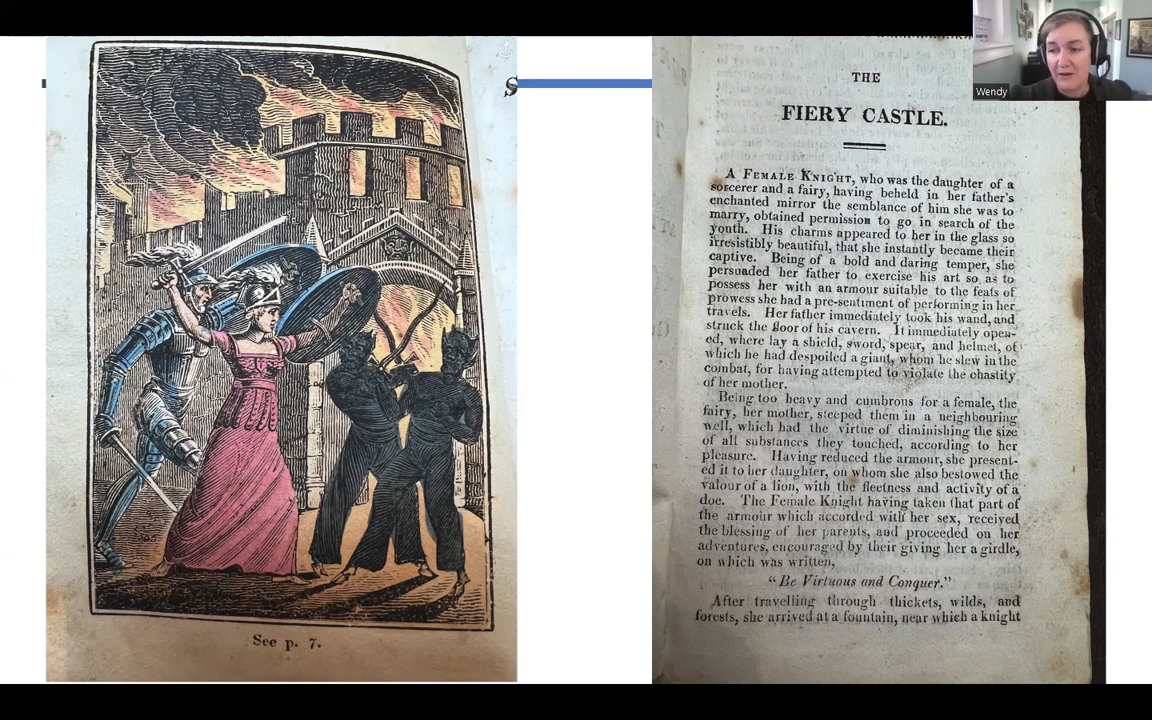 See p. 7.
THE
FIERY CASTLE.
A FEMALE KNIGHT, who was the daughter of a
sorcerer and a fairy, having beheld in her father's
enchanted mirror the semblance of him she was to
marry, obtained permission to go in search of the
youth. His charms appeared to her in the glass so
irresistibly beautiful, that she instantly became their
captive. Being of a bold and daring temper, she
persuaded her father to exercise his art so as to
possess her with an armour suitable to the feats of
prowess she had a pre-sentiment of performing in her
travels. Her father immediately took his wand, and
struck the floor of his cavern. It immediately open-
ed, where lay a shield, sword, spear, and helmet, of
which he had despoiled a giant, whom he slew in the
combat, for having attempted to violate the chastity
of her mother.
Being too heavy and cumbrous for a female, the
fairy, her mother, steeped them in a neighbouring
well, which had the virtue of diminishing the size
of all substances they touched, according to her
pleasure. Having reduced the armour, she present-
ed it to her daughter, on whom she also bestowed the
valour of a lion, with the fleetness and activity of a
doe. The Female Knight having taken that part of
the armour which accorded with her sex, received
the blessing of her parents, and proceeded on her
adventures, encouraged by their giving her a girdle,
on which was written,
"Be Virtuous and Conquer."
After travelling through thickets, wilds, and
forests, she arrived at a fountain, near which a knight
Wendy